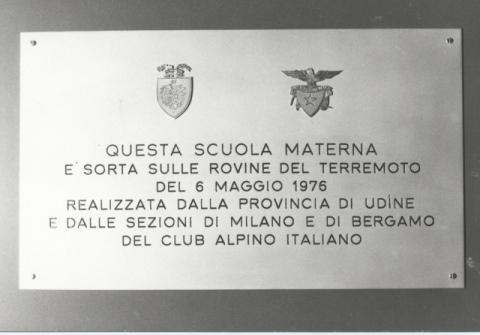 QUESTA SCUOLA MATERNA
E' SORTA SULLE ROVINE DEL TERREMOTO
DEL 6 MAGGIO 1976
REALIZZATA DALLA PROVINCIA DI UDINE
E DALLE SEZIONI DI MILANO E DI BERGAMO
DEL CLUB ALPINO ITALIANO